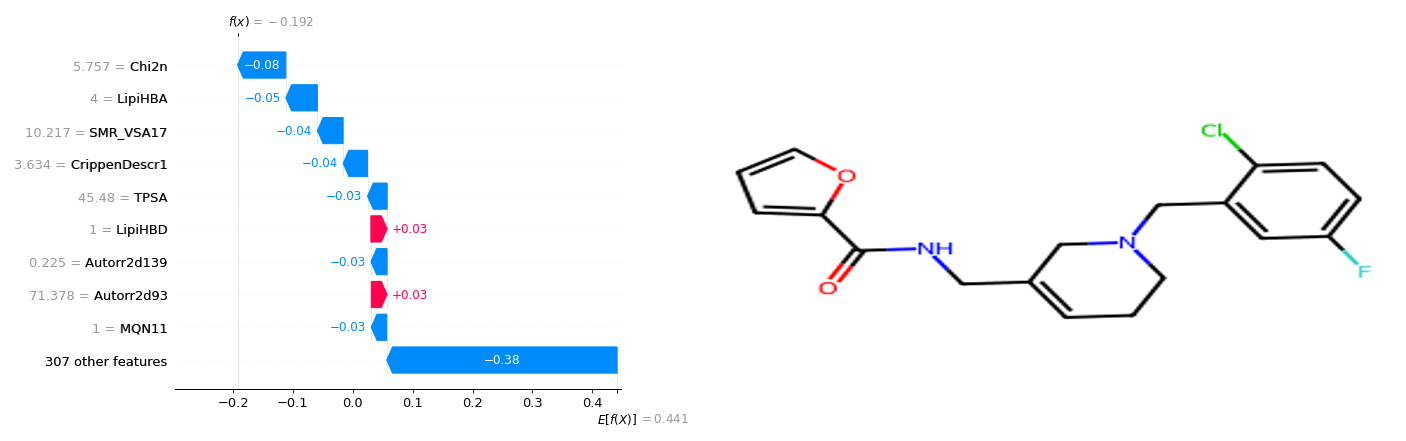 f(x) = −0.192
5.757 = Chi2n −0.08
4 = LipiHBA −0.05
10.217 = SMR_VSA17 −0.04
3.634 = CrippenDescr1 −0.04
45.48 = TPSA −0.03
1 = LipiHBD +0.03
0.225 = Autorr2d139 −0.03
71.378 = Autorr2d93 +0.03
1 = MQN11 −0.03
307 other features −0.38
−0.2 −0.1 0.0 0.1 0.2 0.3 0.4
E[f(X)] = 0.441
Cl
O
NH
N
O
F